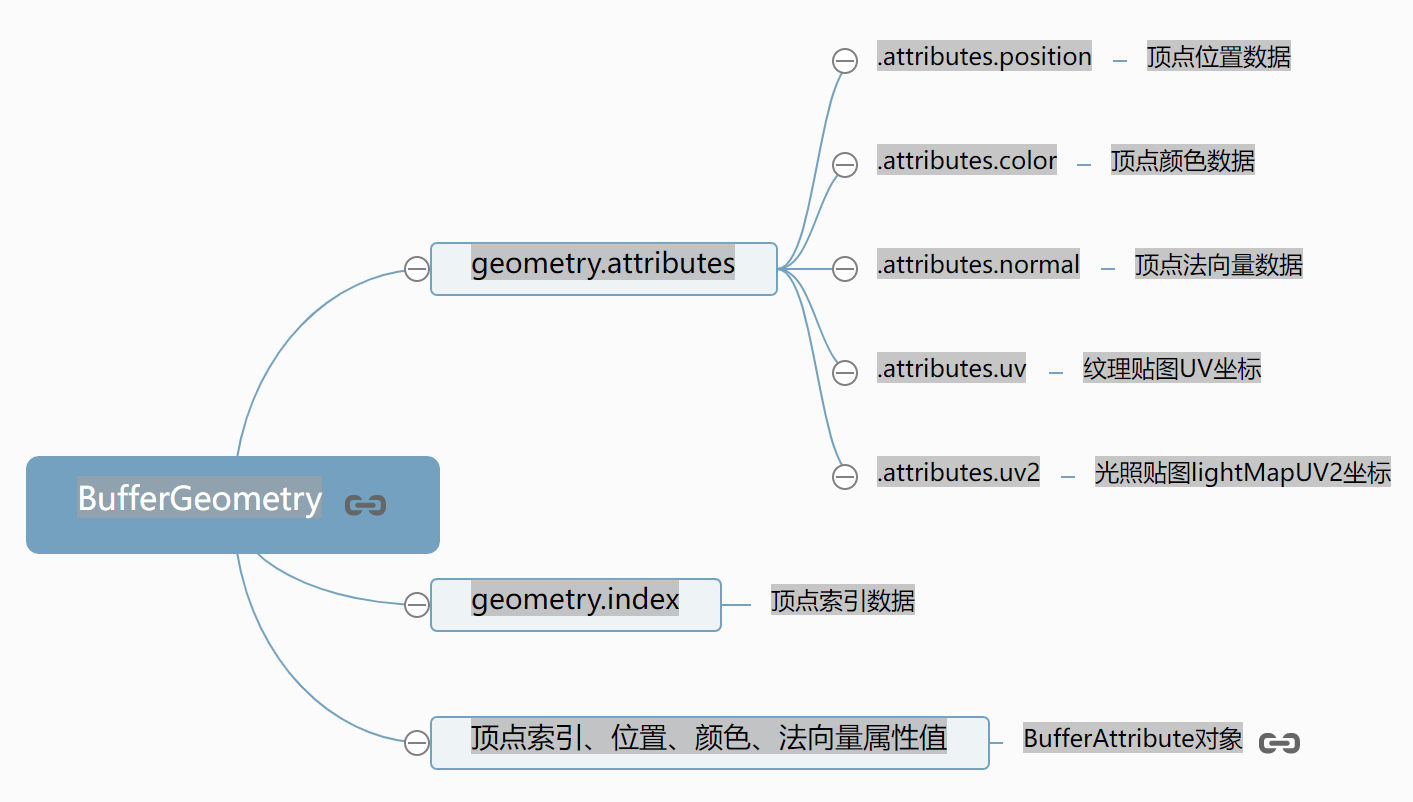 .attributes.position
顶点位置数据
.attributes.color
顶点颜色数据
geometry.attributes
.attributes.normal
顶点法向量数据
.attributes.uv
纹理贴图UV坐标
.attributes.uv2
光照贴图lightMapUV2坐标
BufferGeometry
geometry.index
顶点索引数据
顶点索引、位置、颜色、法向量属性值
BufferAttribute对象